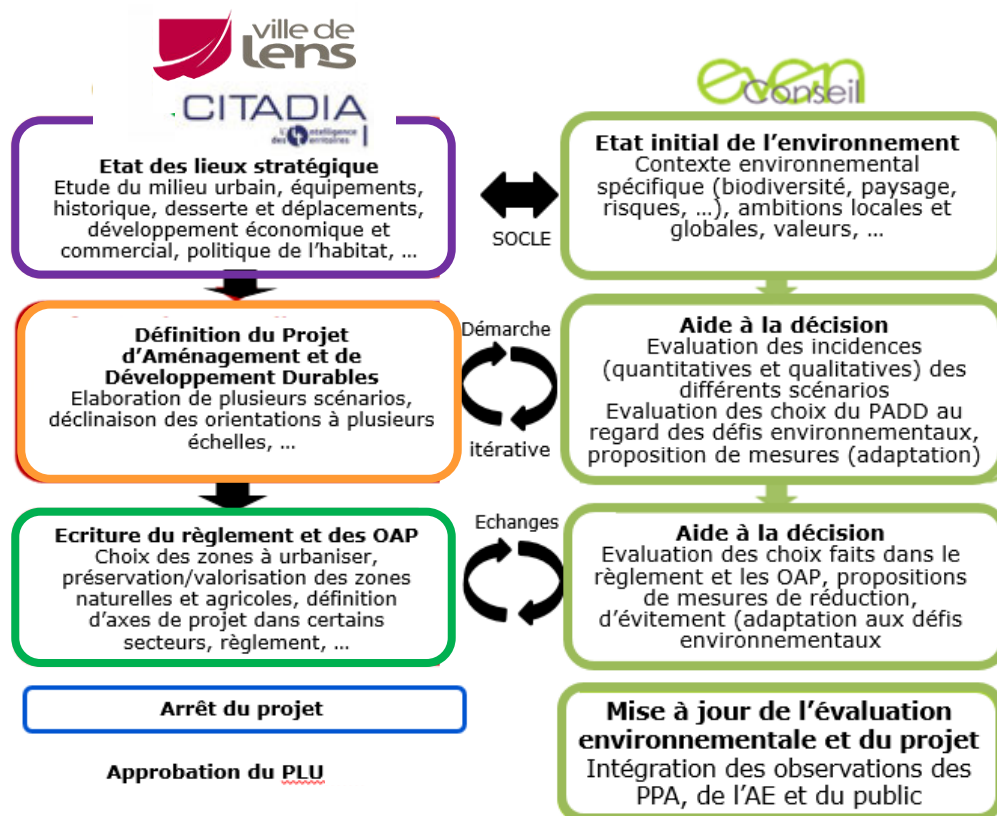 ville de
Lens
CITADIA
L'intelligence
des territoires
Etat des lieux stratégique
Etude du milieu urbain, équipements,
historique, desserte et déplacements,
développement économique et
commercial, politique de l'habitat, …
even
Conseil
Etat initial de l'environnement
Contexte environnemental
spécifique (biodiversité, paysage,
risques, …), ambitions locales et
globales, valeurs, …
SOCLE
Définition du Projet
d'Aménagement et de
Développement Durables
Elaboration de plusieurs scénarios,
déclinaison des orientations à plusieurs
échelles, …
Démarche
itérative
Aide à la décision
Evaluation des incidences
(quantitatives et qualitatives) des
différents scénarios
Evaluation des choix du PADD au
regard des défis environnementaux,
proposition de mesures (adaptation)
Ecriture du règlement et des OAP
Choix des zones à urbaniser,
préservation/valorisation des zones
naturelles et agricoles, définition
d'axes de projet dans certains
secteurs, règlement, …
Echanges
Aide à la décision
Evaluation des choix faits dans le
règlement et les OAP, propositions
de mesures de réduction,
d'évitement (adaptation aux défis
environnementaux
Arrêt du projet
Approbation du PLU
Mise à jour de l'évaluation
environnementale et du projet
Intégration des observations des
PPA, de l'AE et du public